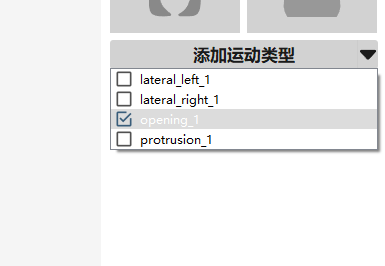 添加运动类型
lateral_left_1
lateral_right_1
opening_1
protrusion_1